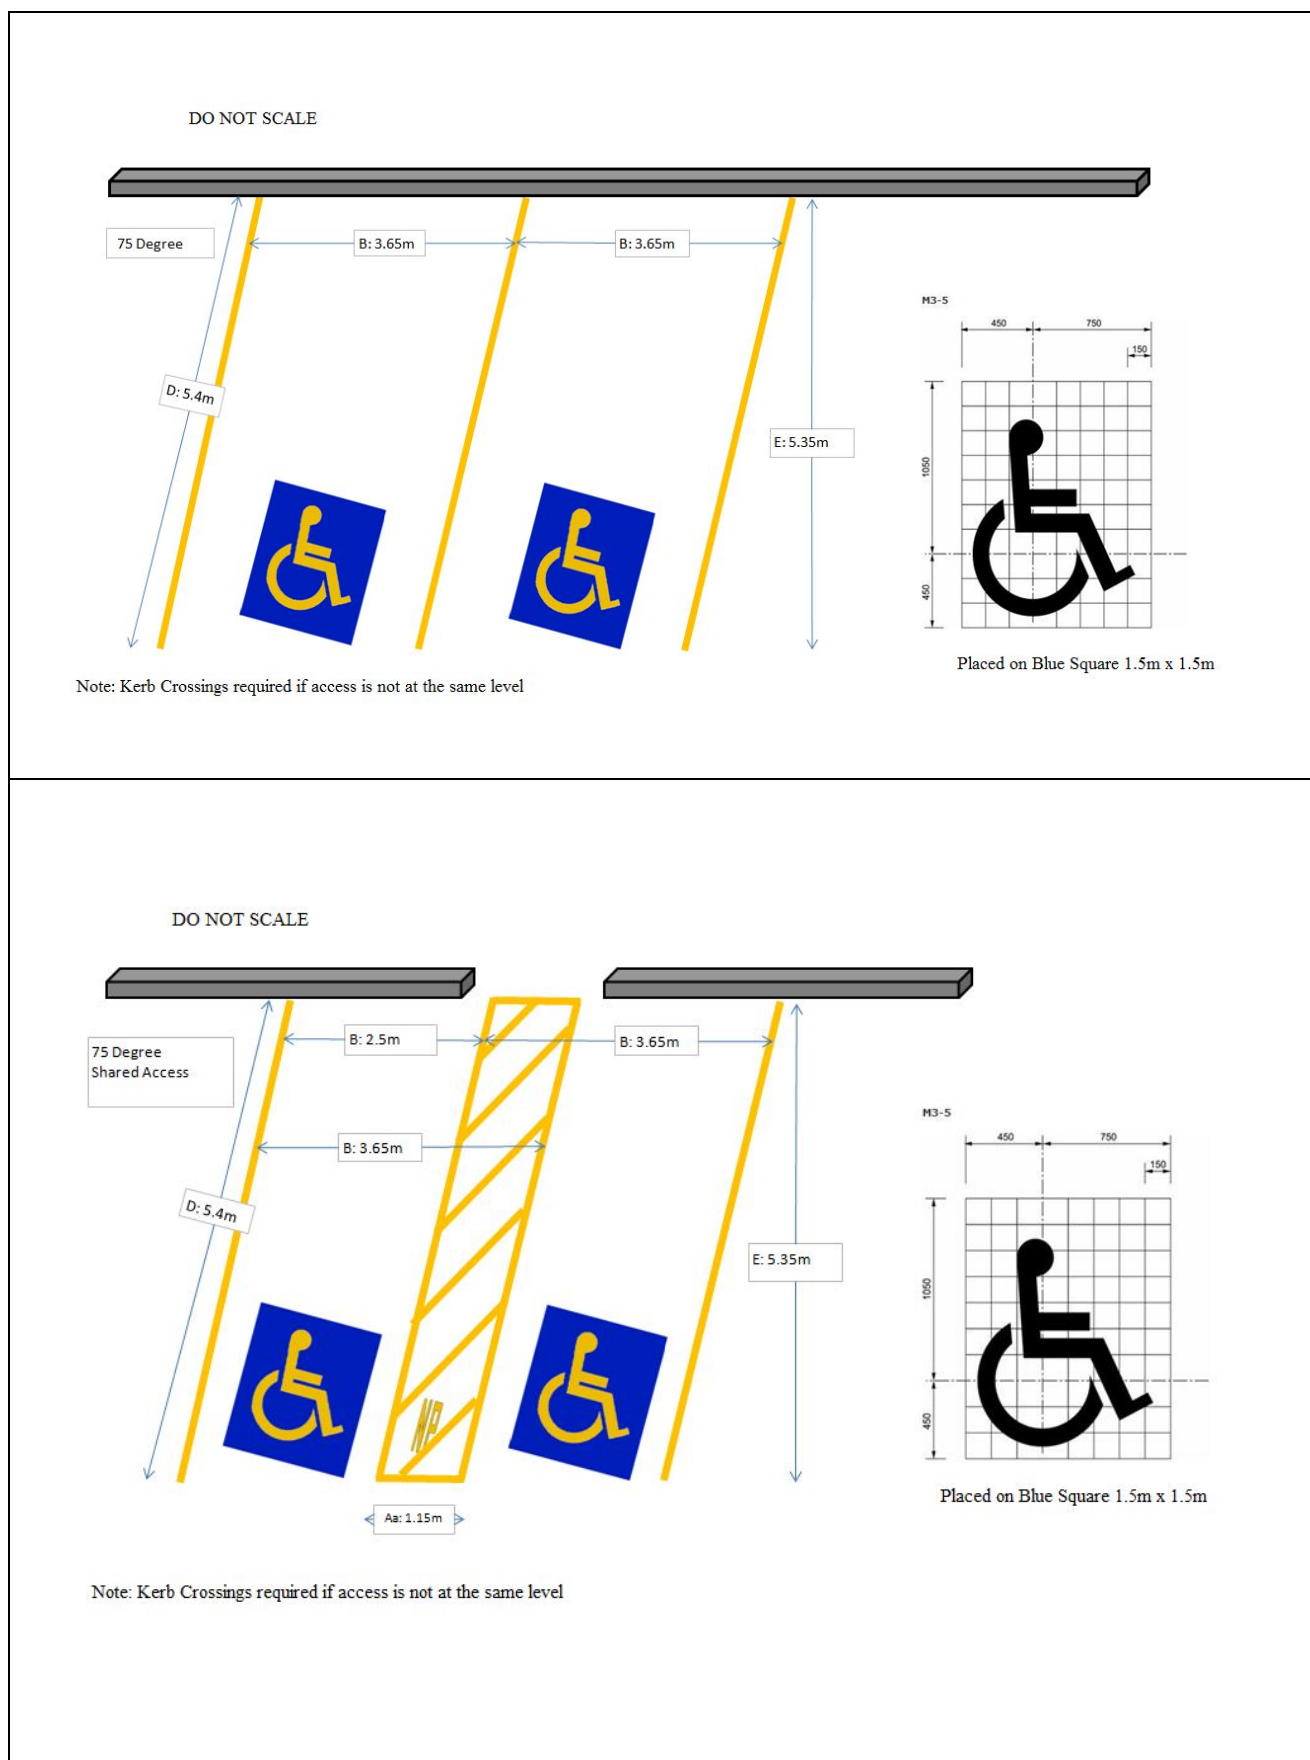 DO NOT SCALE
75 Degree
B: 3.65m
B: 3.65m
D: 5.4m
E: 5.35m
M3-5
450
750
150
1050
450
Placed on Blue Square 1.5m x 1.5m
Note: Kerb Crossings required if access is not at the same level
DO NOT SCALE
75 Degree
Shared Access
B: 2.5m
B: 3.65m
B: 3.65m
D: 5.4m
E: 5.35m
NP
Aa: 1.15m
M3-5
450
750
150
1050
450
Placed on Blue Square 1.5m x 1.5m
Note: Kerb Crossings required if access is not at the same level